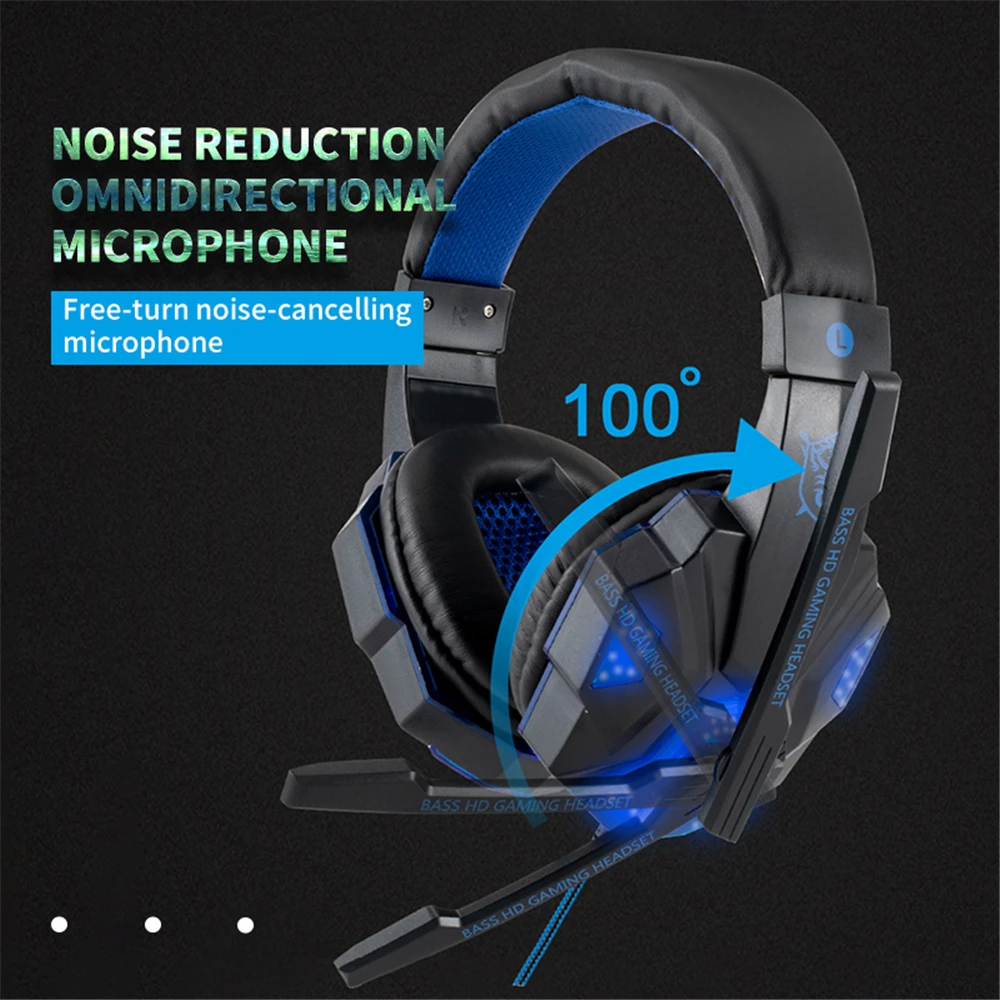 NOISE REDUCTION
OMNIDIRECTIONAL
MICROPHONE
Free-turn noise-cancelling
microphone
R
L
100°
BASS HD GAMING HEADSET
BASS HD GAMING HEADSET
BASS HD GAMING HEADSET
BASS HD GAMING HEADSET